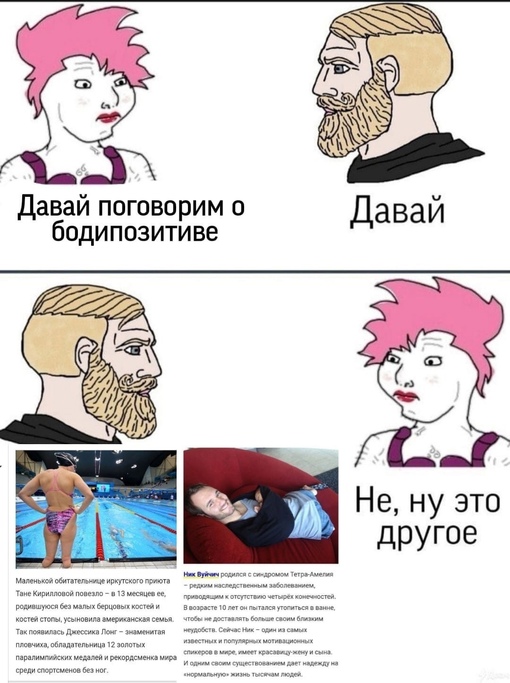 Давай поговорим о
бодипозитиве
Давай
Не, ну это
другое
Маленькой обитательнице иркутского приюта
Тане Кирилловой повезло – в 13 месяцев ее,
родившуюся без малых берцовых костей и
костей стопы, усыновила американская семья.
Так появилась Джессика Лонг – знаменитая
пловчиха, обладательница 12 золотых
паралимпийских медалей и рекордсменка мира
среди спортсменов без ног.
Ник Вуйчич родился с синдромом Тетра-Амелия
– редким наследственным заболеванием,
приводящим к отсутствию четырёх конечностей.
В возрасте 10 лет он пытался утопиться в ванне,
чтобы не доставлять больше своим близким
неудобств. Сейчас Ник – один из самых
известных и популярных мотивационных
спикеров в мире, имеет красавицу-жену и сына.
И одним своим существованием дает надежду на
«нормальную» жизнь тысячам людей.